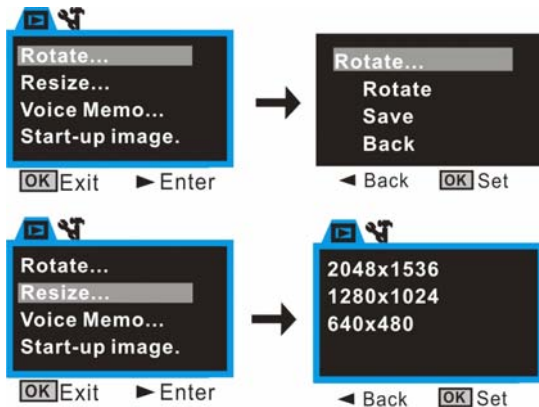 Rotate...
Resize...
Voice Memo...
Start-up image.
OK Exit ► Enter
Rotate...
Rotate
Save
Back
◄ Back OK Set
Rotate...
Resize...
Voice Memo...
Start-up image.
OK Exit ► Enter
2048x1536
1280x1024
640x480
◄ Back OK Set